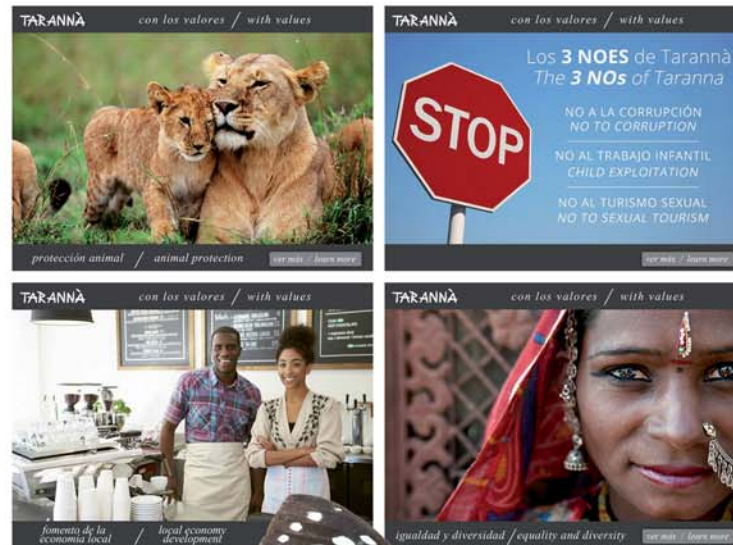 TARANNÀ
con los valores / with values
protección animal / animal protection
ver más / learn more
TARANNÀ
con los valores / with values
Los 3 NOES de Tarannà
The 3 NOs of Taranna
STOP
NO A LA CORRUPCIÓN
NO TO CORRUPTION
NO AL TRABAJO INFANTIL
CHILD EXPLOITATION
NO AL TURISMO SEXUAL
NO TO SEXUAL TOURISM
ver más / learn more
TARANNÀ
con los valores / with values
fomento de la economía local / local economy development
TARANNÀ
con los valores / with values
igualdad y diversidad / equality and diversity
ver más / learn more